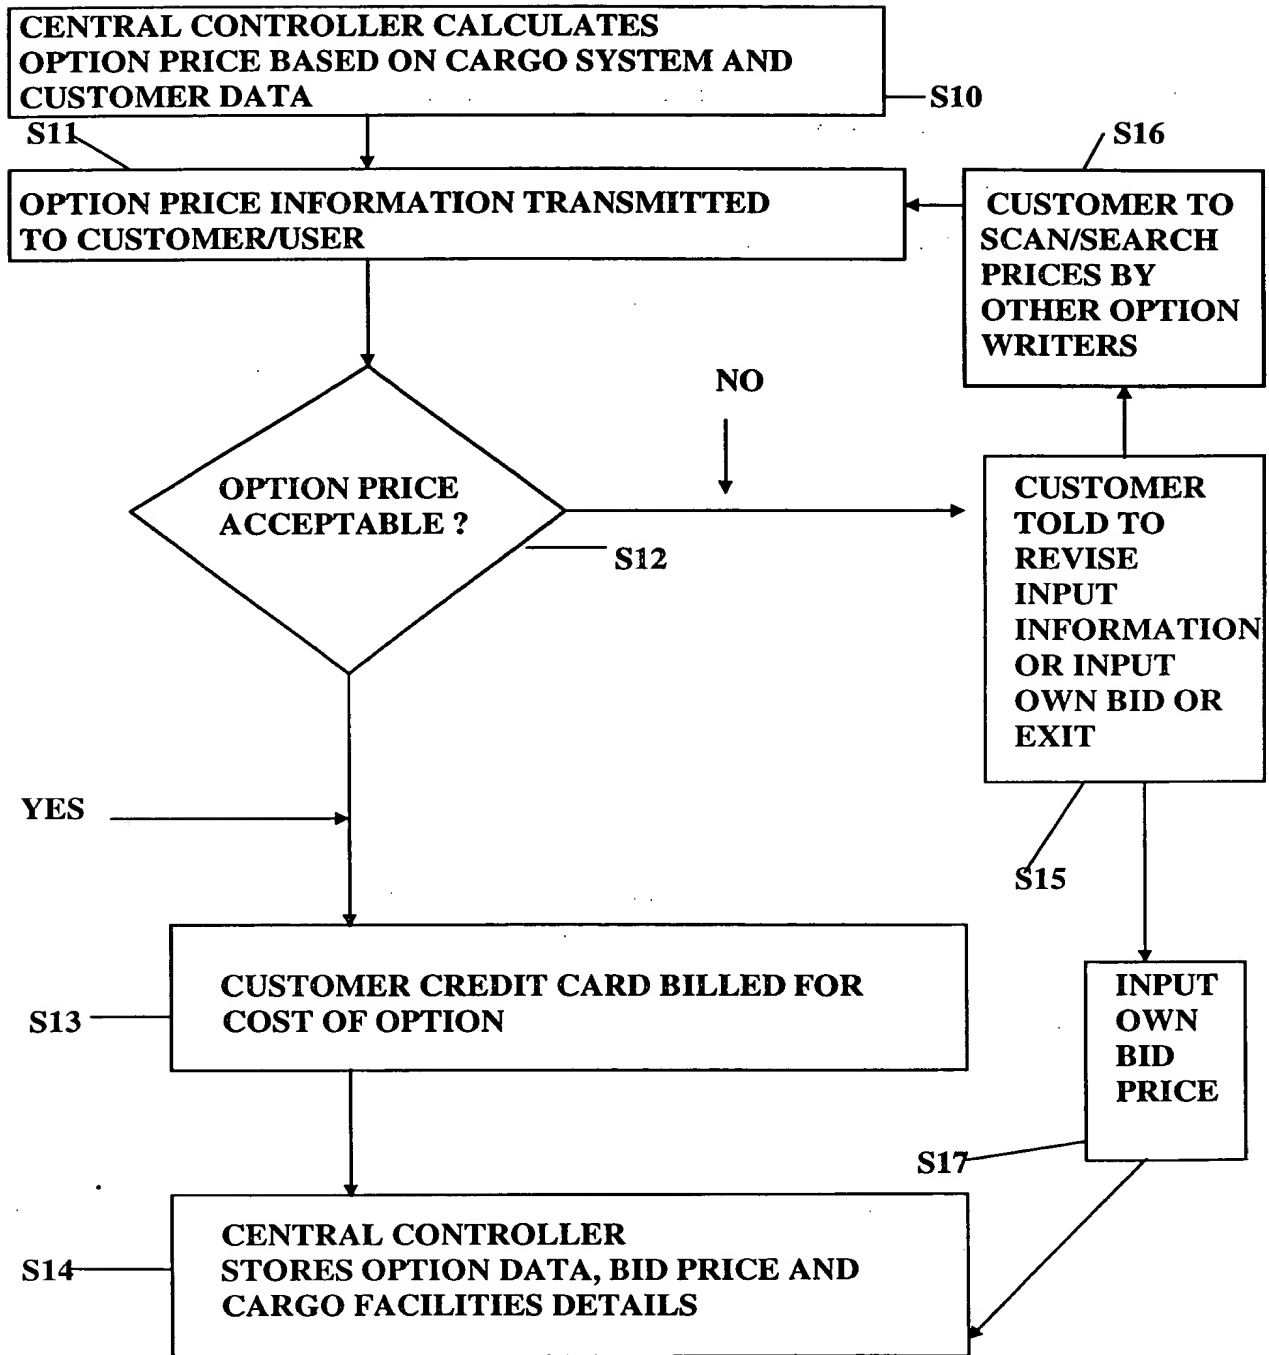 CENTRAL CONTROLLER CALCULATES
OPTION PRICE BASED ON CARGO SYSTEM AND
CUSTOMER DATA
S10
S11
OPTION PRICE INFORMATION TRANSMITTED
TO CUSTOMER/USER
S16
CUSTOMER TO
SCAN/SEARCH
PRICES BY
OTHER OPTION
WRITERS
NO
OPTION PRICE
ACCEPTABLE ?
S12
CUSTOMER
TOLD TO
REVISE
INPUT
INFORMATION
OR INPUT
OWN BID OR
EXIT
S15
YES
CUSTOMER CREDIT CARD BILLED FOR
COST OF OPTION
S13
INPUT
OWN
BID
PRICE
S17
CENTRAL CONTROLLER
STORES OPTION DATA, BID PRICE AND
CARGO FACILITIES DETAILS
S14